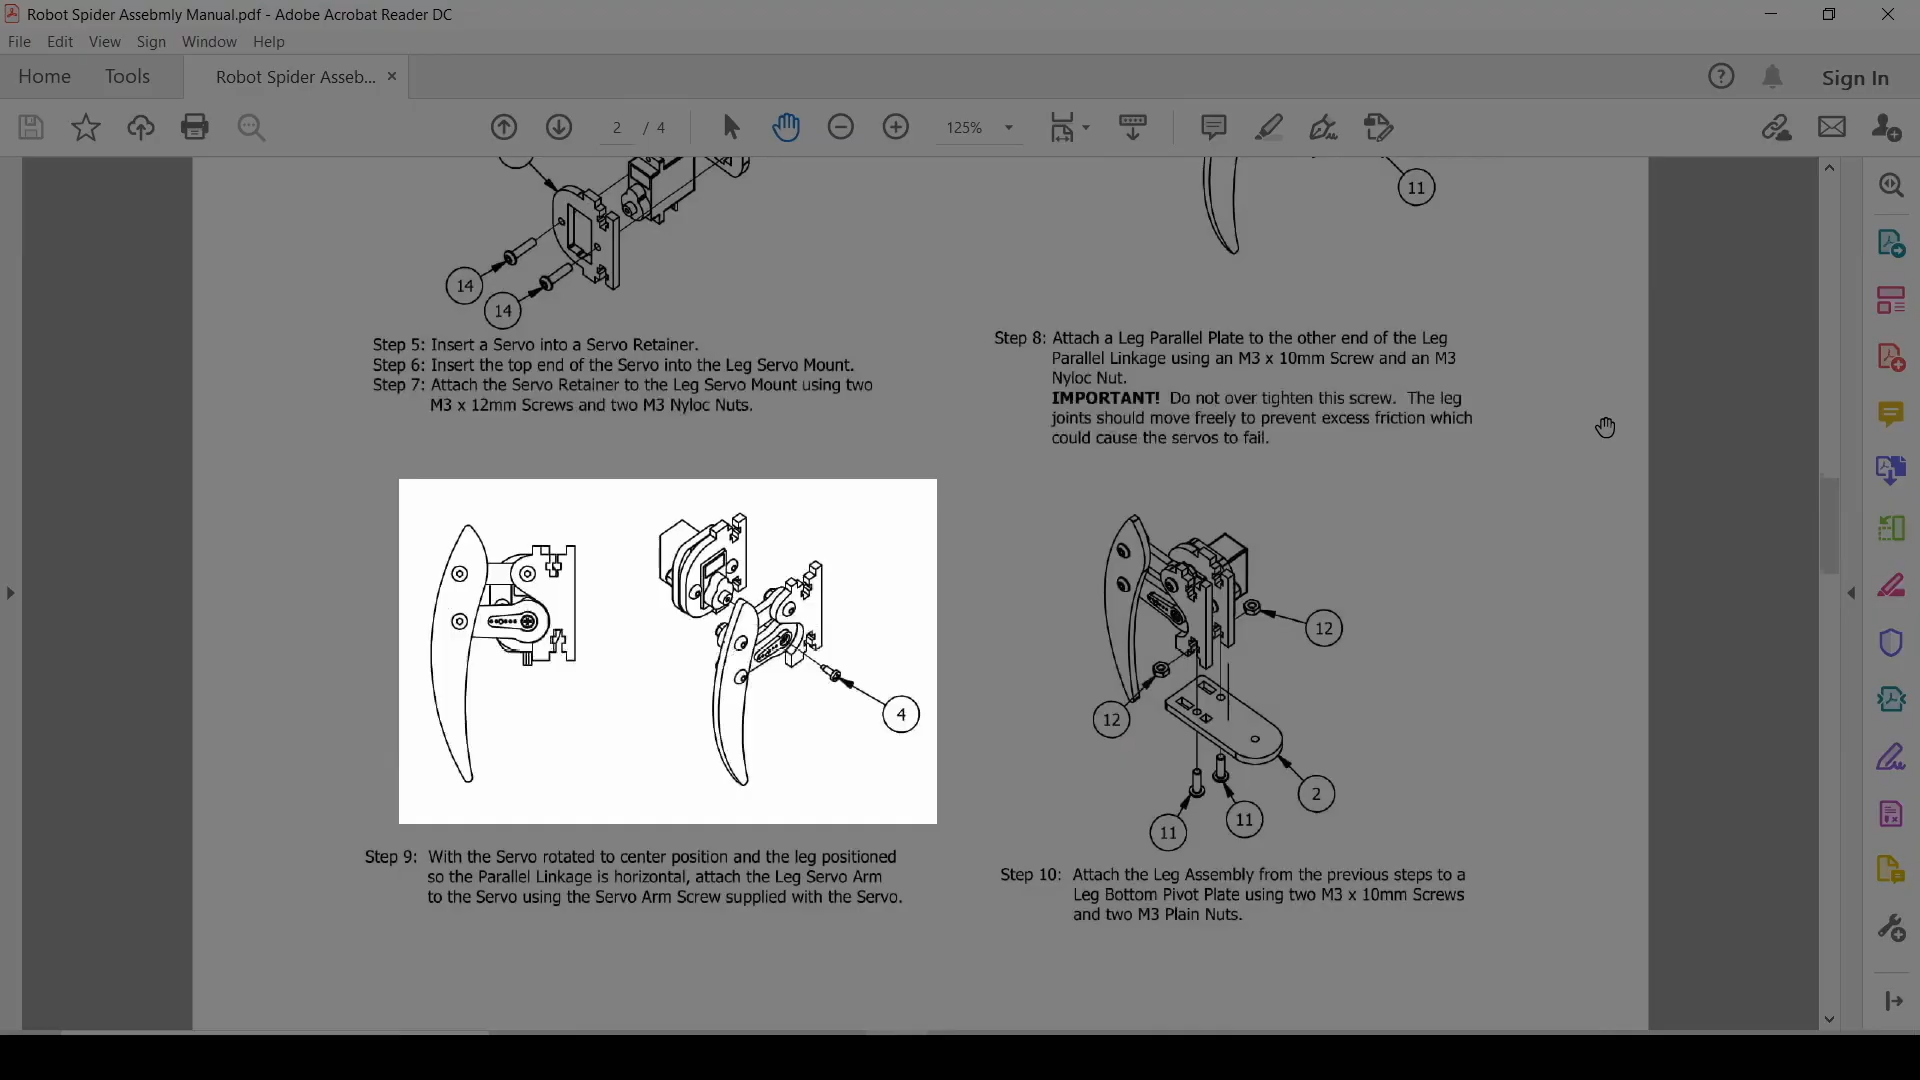 Robot Spider Assebmly Manual.pdf - Adobe Acrobat Reader DC
File Edit View Sign Window Help
Home Tools Robot Spider Asseb... × Sign In
2 / 4 125%
14
14
11
Step 5: Insert a Servo into a Servo Retainer.
Step 6: Insert the top end of the Servo into the Leg Servo Mount.
Step 7: Attach the Servo Retainer to the Leg Servo Mount using two
M3 x 12mm Screws and two M3 Nyloc Nuts.
Step 8: Attach a Leg Parallel Plate to the other end of the Leg
Parallel Linkage using an M3 x 10mm Screw and an M3
Nyloc Nut.
IMPORTANT! Do not over tighten this screw. The leg
joints should move freely to prevent excess friction which
could cause the servos to fail.
4
Step 9: With the Servo rotated to center position and the leg positioned
so the Parallel Linkage is horizontal, attach the Leg Servo Arm
to the Servo using the Servo Arm Screw supplied with the Servo.
12
12
2
11
11
Step 10: Attach the Leg Assembly from the previous steps to a
Leg Bottom Pivot Plate using two M3 x 10mm Screws
and two M3 Plain Nuts.